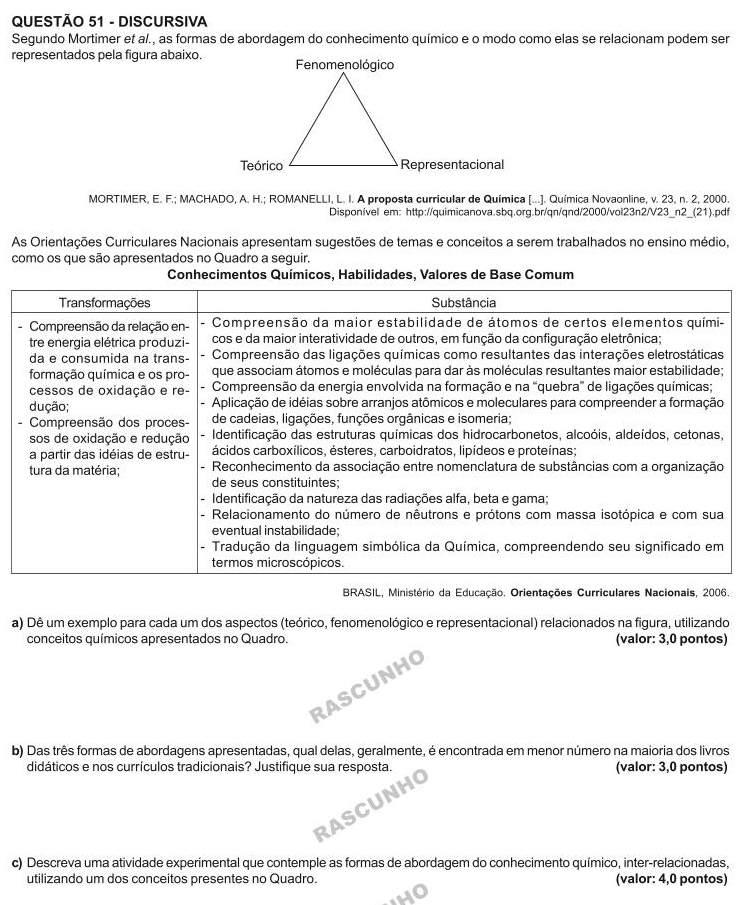 QUESTÃO 51 - DISCURSIVA
Segundo Mortimer et al., as formas de abordagem do conhecimento químico e o modo como elas se relacionam podem ser
representados pela figura abaixo.
Fenomenológico
Teórico
Representacional
MORTIMER, E. F.; MACHADO, A. H.; ROMANELLI, L. I. A proposta curricular de Química [...]. Química Novaonline, v. 23, n. 2, 2000.
Disponível em: http://quimicanova.sbq.org.br/qn/qnd/2000/vol23n2/V23_n2_(21).pdf
As Orientações Curriculares Nacionais apresentam sugestões de temas e conceitos a serem trabalhados no ensino médio,
como os que são apresentados no Quadro a seguir.
Conhecimentos Químicos, Habilidades, Valores de Base Comum
Transformações
- Compreensão da relação en-
tre energia elétrica produzi-
da e consumida na trans-
formação química e os pro-
cessos de oxidação e re-
dução;
- Compreensão dos proces-
sos de oxidação e redução
a partir das idéias de estru-
tura da matéria;
Substância
- Compreensão da maior estabilidade de átomos de certos elementos quími-
cos e da maior interatividade de outros, em função da configuração eletrônica;
- Compreensão das ligações químicas como resultantes das interações eletrostáticas
que associam átomos e moléculas para dar às moléculas resultantes maior estabilidade;
- Compreensão da energia envolvida na formação e na “quebra” de ligações químicas;
- Aplicação de idéias sobre arranjos atômicos e moleculares para compreender a formação
de cadeias, ligações, funções orgânicas e isomeria;
- Identificação das estruturas químicas dos hidrocarbonetos, alcoóis, aldeídos, cetonas,
ácidos carboxílicos, ésteres, carboidratos, lipídeos e proteínas;
- Reconhecimento da associação entre nomenclatura de substâncias com a organização
de seus constituintes;
- Identificação da natureza das radiações alfa, beta e gama;
- Relacionamento do número de nêutrons e prótons com massa isotópica e com sua
eventual instabilidade;
- Tradução da linguagem simbólica da Química, compreendendo seu significado em
termos microscópicos.
BRASIL, Ministério da Educação. Orientações Curriculares Nacionais, 2006.
a) Dê um exemplo para cada um dos aspectos (teórico, fenomenológico e representacional) relacionados na figura, utilizando
conceitos químicos apresentados no Quadro. (valor: 3,0 pontos)
RASCUNHO
b) Das três formas de abordagens apresentadas, qual delas, geralmente, é encontrada em menor número na maioria dos livros
didáticos e nos currículos tradicionais? Justifique sua resposta. (valor: 3,0 pontos)
RASCUNHO
c) Descreva uma atividade experimental que contemple as formas de abordagem do conhecimento químico, inter-relacionadas,
utilizando um dos conceitos presentes no Quadro. (valor: 4,0 pontos)